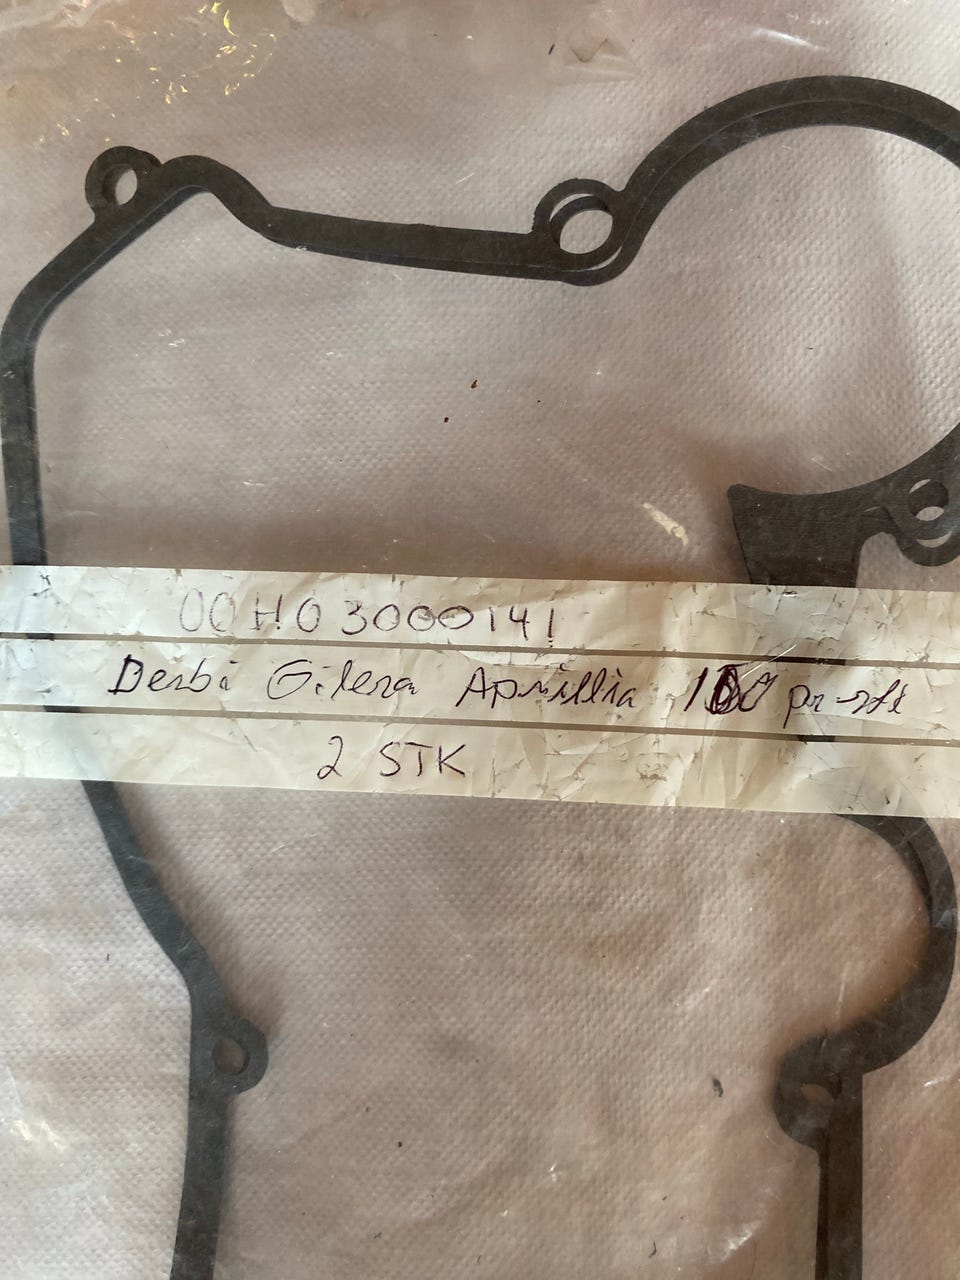 00H03000141
Derbi Gilera Aprillia pr stk
2 STK